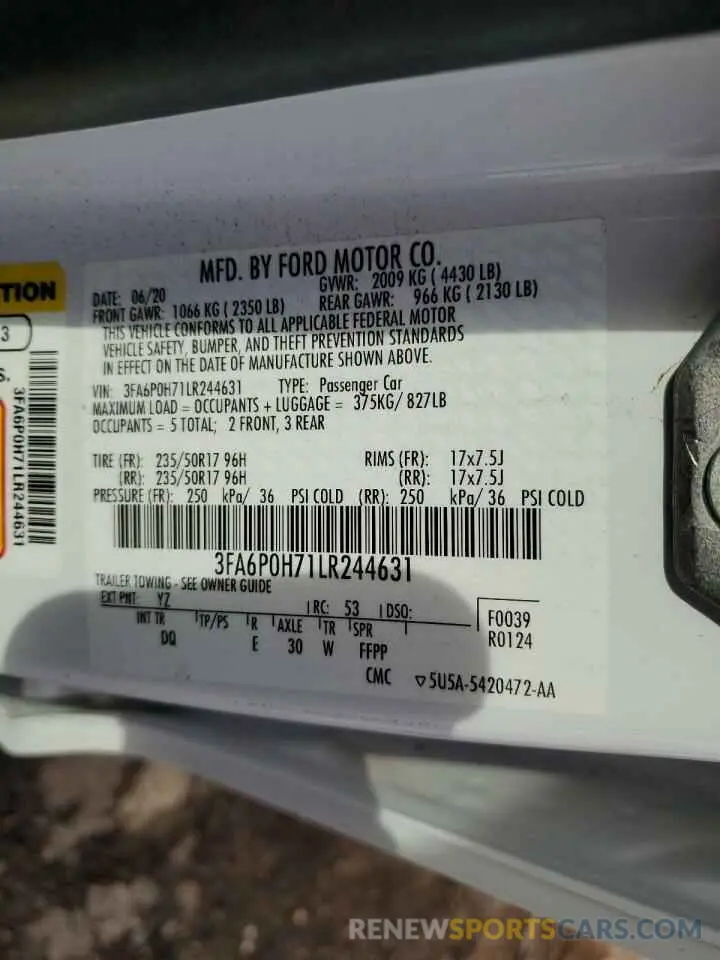 MFD. BY FORD MOTOR CO.
DATE: 06/20 GVWR: 2009 KG ( 4430 LB)
FRONT GAWR: 1066 KG ( 2350 LB) REAR GAWR: 966 KG ( 2130 LB)
THIS VEHICLE CONFORMS TO ALL APPLICABLE FEDERAL MOTOR
VEHICLE SAFETY, BUMPER, AND THEFT PREVENTION STANDARDS
IN EFFECT ON THE DATE OF MANUFACTURE SHOWN ABOVE.
VIN: 3FA6P0H71LR244631 TYPE: Passenger Car
MAXIMUM LOAD = OCCUPANTS + LUGGAGE = 375KG/ 827LB
OCCUPANTS = 5 TOTAL; 2 FRONT, 3 REAR
TIRE (FR): 235/50R17 96H RIMS (FR): 17x7.5J
(RR): 235/50R17 96H (RR): 17x7.5J
PRESSURE (FR): 250 kPa/ 36 PSI COLD (RR): 250 kPa/ 36 PSI COLD
3FA6P0H71LR244631
TRAILER TOWING - SEE OWNER GUIDE
EXT PNT: YZ RC: 53 DSO:
INT TR TP/PS R AXLE TR SPR
DQ E 30 W FFPP
F0039
R0124
CMC 5U5A-5420472-AA
TION
3
S.
3FA6P0H71LR244631
RENEWSPORTSCARS.COM